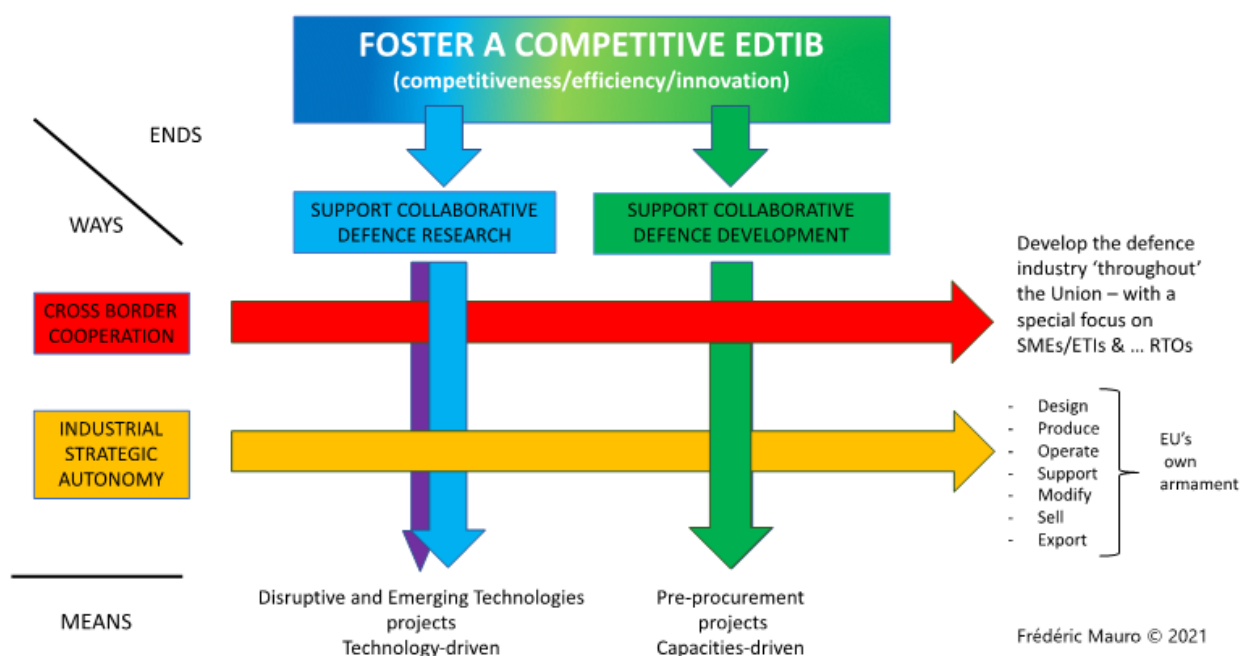 FOSTER A COMPETITIVE EDTIB
(competitiveness/efficiency/innovation)
ENDS
WAYS
SUPPORT COLLABORATIVE
DEFENCE RESEARCH
SUPPORT COLLABORATIVE
DEFENCE DEVELOPMENT
CROSS BORDER
COOPERATION
Develop the defence
industry ‘throughout’
the Union – with a
special focus on
SMEs/ETIs & ... RTOs
INDUSTRIAL
STRATEGIC
AUTONOMY
- Design
- Produce
- Operate
- Support
- Modify
- Sell
- Export
EU's
own
armament
MEANS
Disruptive and Emerging Technologies
projects
Technology-driven
Pre-procurement
projects
Capacities-driven
Frédéric Mauro © 2021